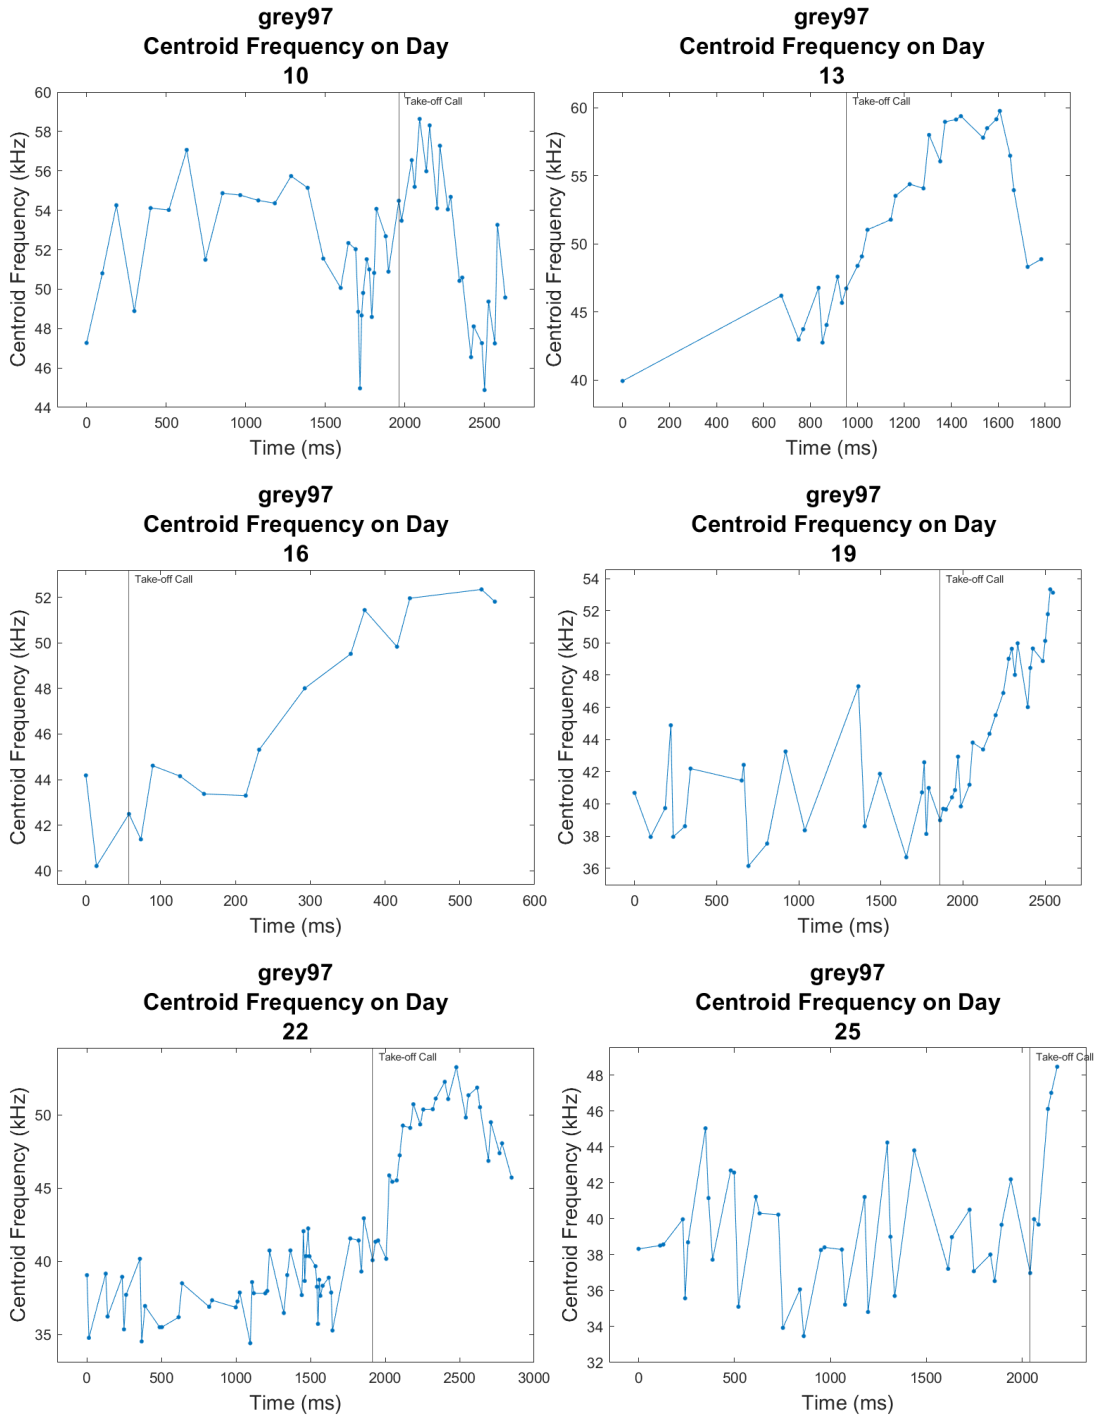 grey97
Centroid Frequency on Day
10
Take-off Call
Centroid Frequency (kHz)
60
58
56
54
52
50
48
46
44
0 500 1000 1500 2000 2500
Time (ms)
grey97
Centroid Frequency on Day
13
Take-off Call
Centroid Frequency (kHz)
60
55
50
45
40
0 200 400 600 800 1000 1200 1400 1600 1800
Time (ms)
grey97
Centroid Frequency on Day
16
Take-off Call
Centroid Frequency (kHz)
52
50
48
46
44
42
40
0 100 200 300 400 500 600
Time (ms)
grey97
Centroid Frequency on Day
19
Take-off Call
Centroid Frequency (kHz)
54
52
50
48
46
44
42
40
38
36
0 500 1000 1500 2000 2500
Time (ms)
grey97
Centroid Frequency on Day
22
Take-off Call
Centroid Frequency (kHz)
50
45
40
35
0 500 1000 1500 2000 2500 3000
Time (ms)
grey97
Centroid Frequency on Day
25
Take-off Call
Centroid Frequency (kHz)
48
46
44
42
40
38
36
34
32
0 500 1000 1500 2000
Time (ms)